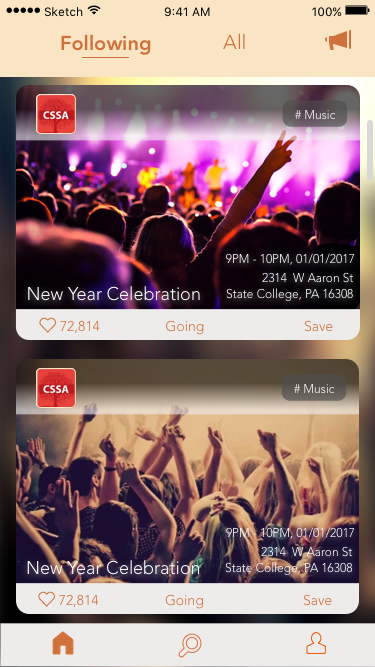 Sketch 9:41 AM 100%
Following All
CSSA # Music
9PM - 10PM, 01/01/2017
2314 W Aaron St
New Year Celebration State College, PA 16308
72,814 Going Save
CSSA # Music
9PM - 10PM, 01/01/2017
2314 W Aaron St
New Year Celebration State College, PA 16308
72,814 Going Save